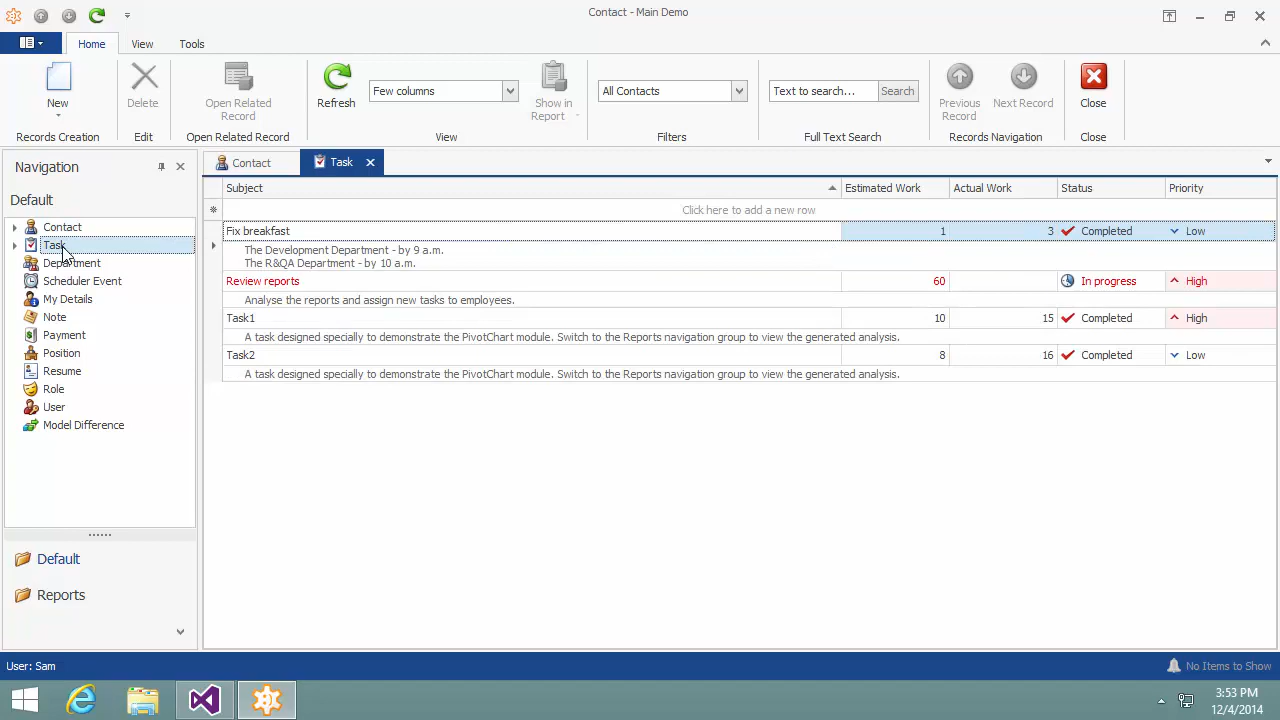 Contact - Main Demo
Home View Tools
New
Delete
Open Related
Record
Refresh
Few columns
Show in
Report
All Contacts
Text to search...
Search
Previous
Record
Next Record
Close
Records Creation
Edit
Open Related Record
View
Filters
Full Text Search
Records Navigation
Close
Navigation
Default
Contact
Task
Department
Scheduler Event
My Details
Note
Payment
Position
Resume
Role
User
Model Difference
Default
Reports
Contact
Task
Subject Estimated Work Actual Work Status Priority
Click here to add a new row
Fix breakfast 1 3 Completed Low
The Development Department - by 9 a.m.
The R&QA Department - by 10 a.m.
Review reports 60 In progress High
Analyse the reports and assign new tasks to employees.
Task1 10 15 Completed High
A task designed specially to demonstrate the PivotChart module. Switch to the Reports navigation group to view the generated analysis.
Task2 8 16 Completed Low
A task designed specially to demonstrate the PivotChart module. Switch to the Reports navigation group to view the generated analysis.
User: Sam
No Items to Show
3:53 PM
12/4/2014